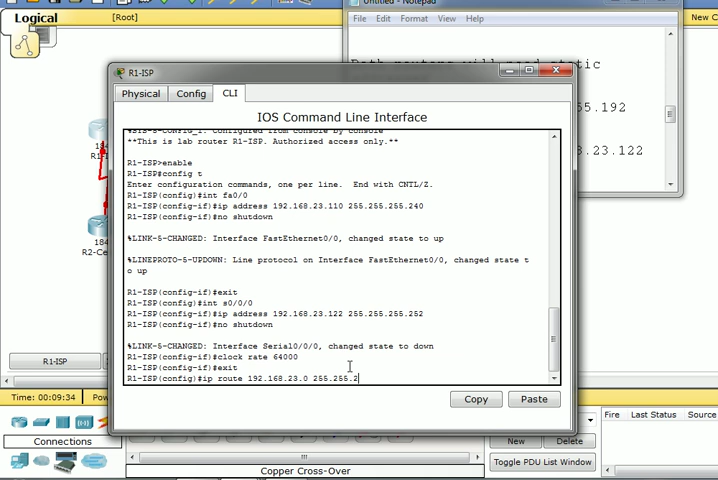 Logical
[Root]
New C
Untitled - Notepad
File Edit Format View Help
static
55.192
23.122
R1-ISP
Physical Config CLI
IOS Command Line Interface
**This is lab router R1-ISP. Authorized access only.**
R1-ISP>enable
R1-ISP#config t
Enter configuration commands, one per line.  End with CNTL/Z.
R1-ISP(config)#int fa0/0
R1-ISP(config-if)#ip address 192.168.23.110 255.255.255.240
R1-ISP(config-if)#no shutdown
%LINK-5-CHANGED: Interface FastEthernet0/0, changed state to up
%LINEPROTO-5-UPDOWN: Line protocol on Interface FastEthernet0/0, changed state t
o up
R1-ISP(config-if)#exit
R1-ISP(config)#int s0/0/0
R1-ISP(config-if)#ip address 192.168.23.122 255.255.255.252
R1-ISP(config-if)#no shutdown
%LINK-5-CHANGED: Interface Serial0/0/0, changed state to down
R1-ISP(config-if)#clock rate 64000
R1-ISP(config-if)#exit
R1-ISP(config)#ip route 192.168.23.0 255.255.2
Copy Paste
184
R1-I
184
R2-Ce
R1-ISP
Time: 00:09:34 Pow
Connections
Copper Cross-Over
New Delete
Toggle PDU List Window
Fire Last Status Source